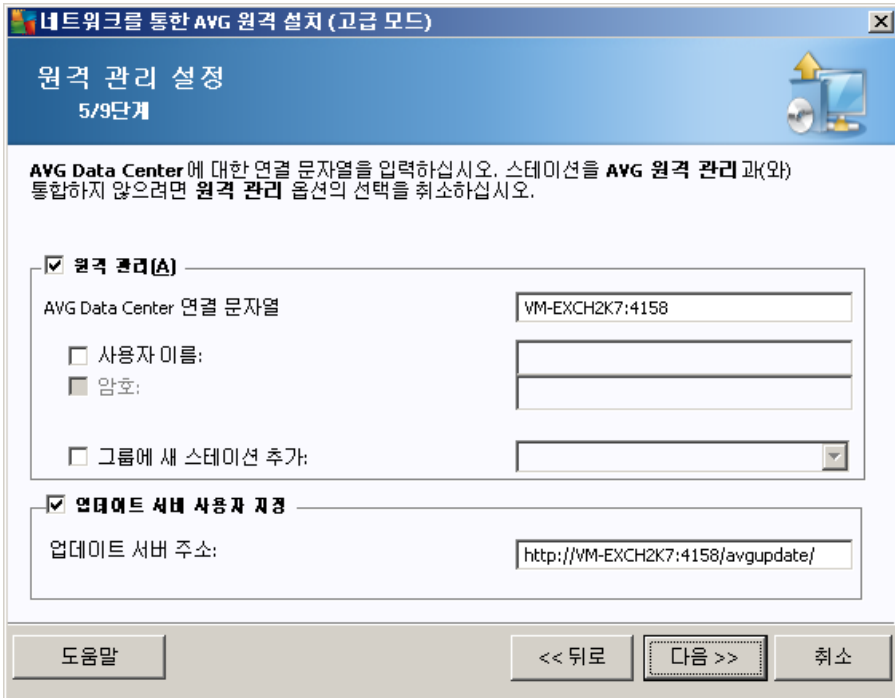 네트워크를 통한 AVG 원격 설치 (고급 모드)
원격 관리 설정
5/9단계
AVG Data Center에 대한 연결 문자열을 입력하십시오. 스테이션을 AVG 원격 관리과(와)
통합하지 않으려면 원격 관리 옵션의 선택을 취소하십시오.
원격 관리(A)
AVG Data Center 연결 문자열
VM-EXCH2K7:4158
사용자 이름:
암호:
그룹에 새 스테이션 추가:
업데이트 서버 사용자 지정
업데이트 서버 주소:
http://VM-EXCH2K7:4158/avgupdate/
도움말
<< 뒤로
다음 >>
취소